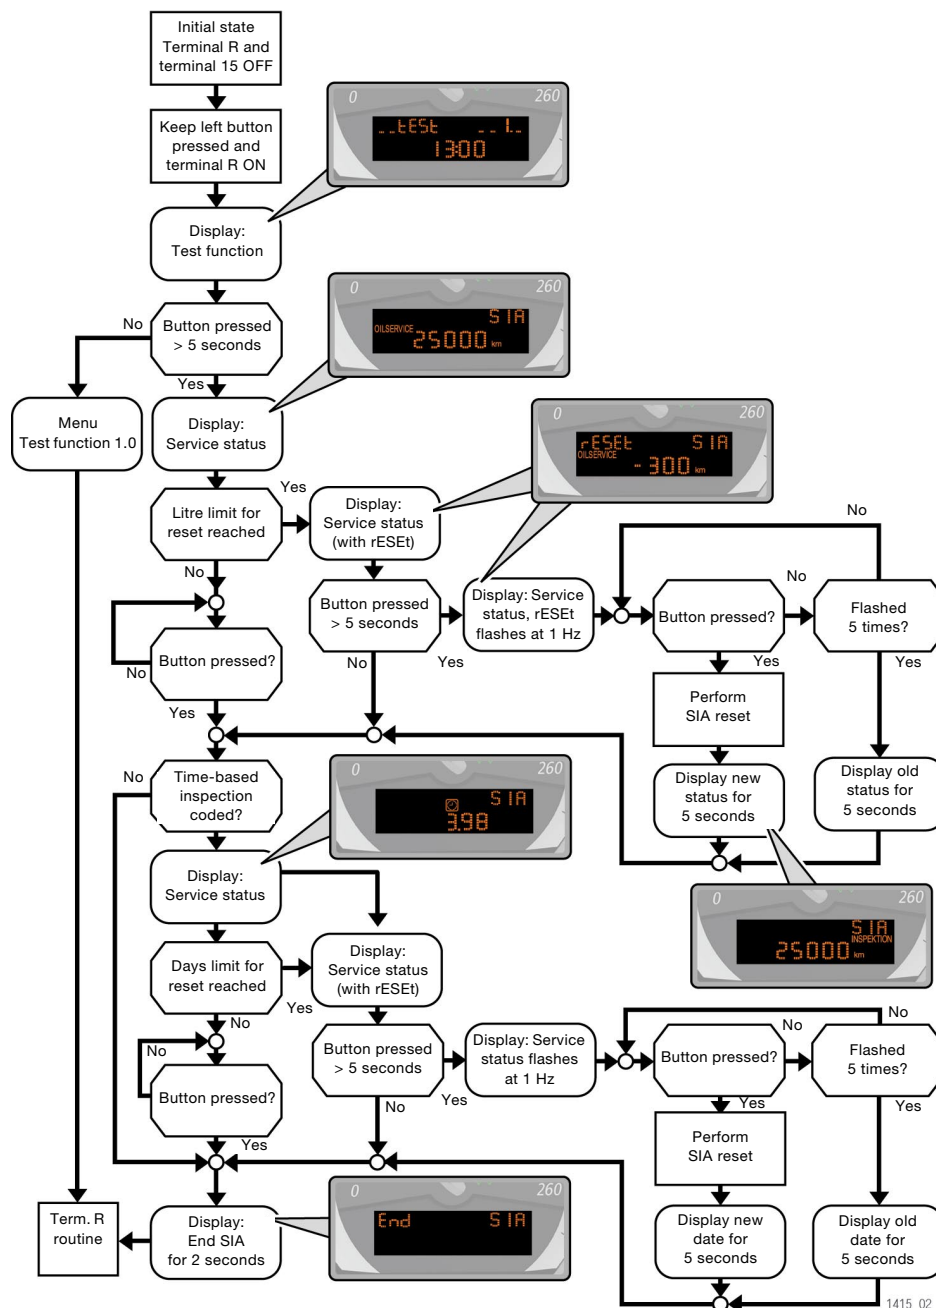 Initial state
Terminal R and
terminal 15 OFF
Keep left button
pressed and
terminal R ON
0
260
__tESt __1._
13:00
Display:
Test function
No
Button pressed
> 5 seconds
Yes
0
260
SIA
OILSERVICE 25000 km
Menu
Test function 1.0
Display:
Service status
0
260
rESEt SIA
OILSERVICE
-300 km
Litre limit for
reset reached
Yes
No
Display:
Service status
(with rESEt)
Button pressed
> 5 seconds
No
Yes
Display: Service
status, rESEt
flashes at 1 Hz
No
Button pressed?
No
Yes
Flashed
5 times?
Yes
Button pressed?
No
Yes
Perform
SIA reset
Display new
status for
5 seconds
Display old
status for
5 seconds
No
Time-based
inspection
coded?
0
260
SIA
3.98
Display:
Service status
0
260
SIA
INSPEKTION
25000 km
Days limit for
reset reached
Yes
No
Display:
Service status
(with rESEt)
No
Button pressed?
Yes
Button pressed
> 5 seconds
No
Yes
Display: Service
status flashes
at 1 Hz
No
Button pressed?
No
Yes
Flashed
5 times?
Yes
Perform
SIA reset
Display new
date for
5 seconds
Display old
date for
5 seconds
Term. R
routine
Display:
End SIA
for 2 seconds
0
260
End SIA
1415_02